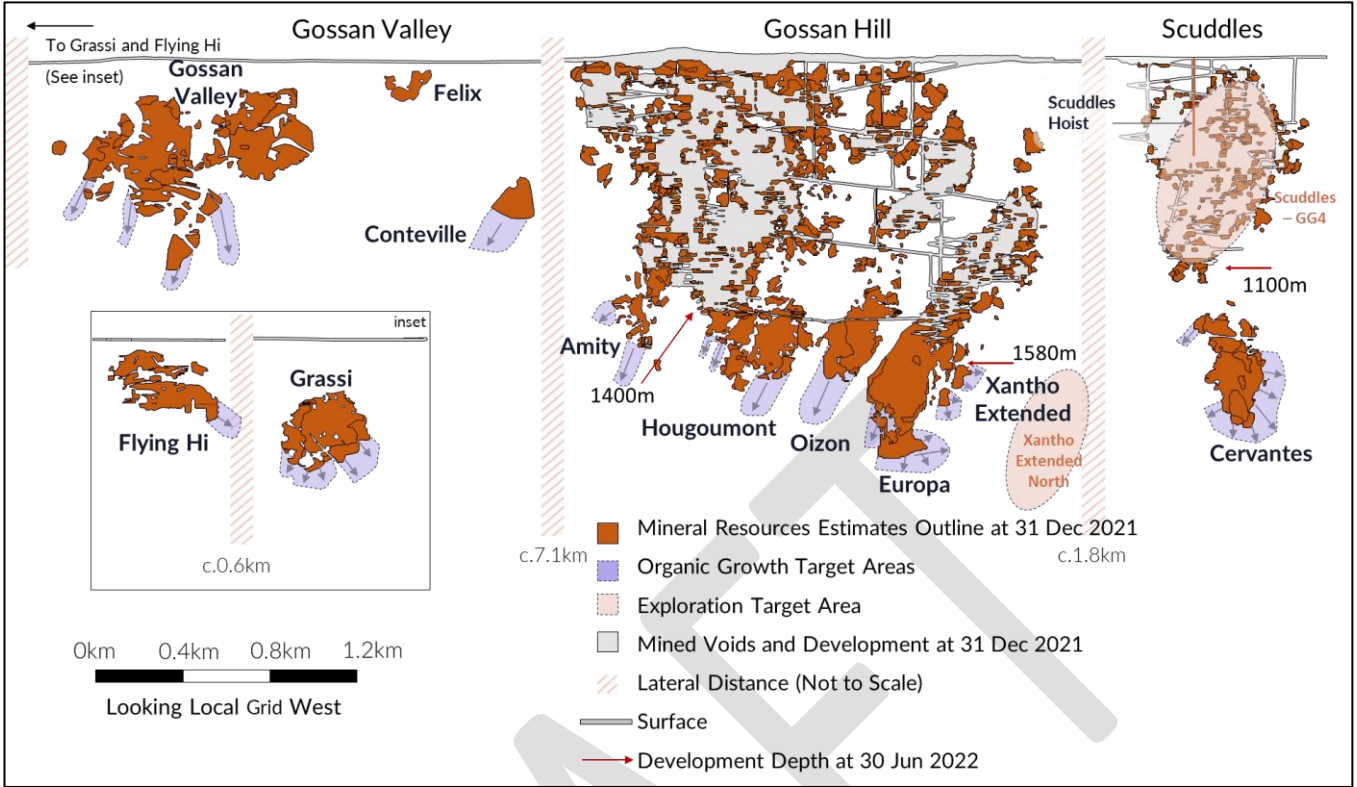 Gossan Valley
Gossan Hill
Scuddles
To Grassi and Flying Hi
(See inset)
Gossan
Valley
Felix
Conteville
Scuddles
Hoist
Scuddles
– GG4
1100m
inset
Grassi
Flying Hi
c.0.6km
Amity
1400m
Hougoumont
Oizon
Europa
1580m
Xantho
Extended
Xantho
Extended
North
Cervantes
c.7.1km
c.1.8km
Mineral Resources Estimates Outline at 31 Dec 2021
Organic Growth Target Areas
Exploration Target Area
Mined Voids and Development at 31 Dec 2021
Lateral Distance (Not to Scale)
Surface
Development Depth at 30 Jun 2022
0km 0.4km 0.8km 1.2km
Looking Local Grid West